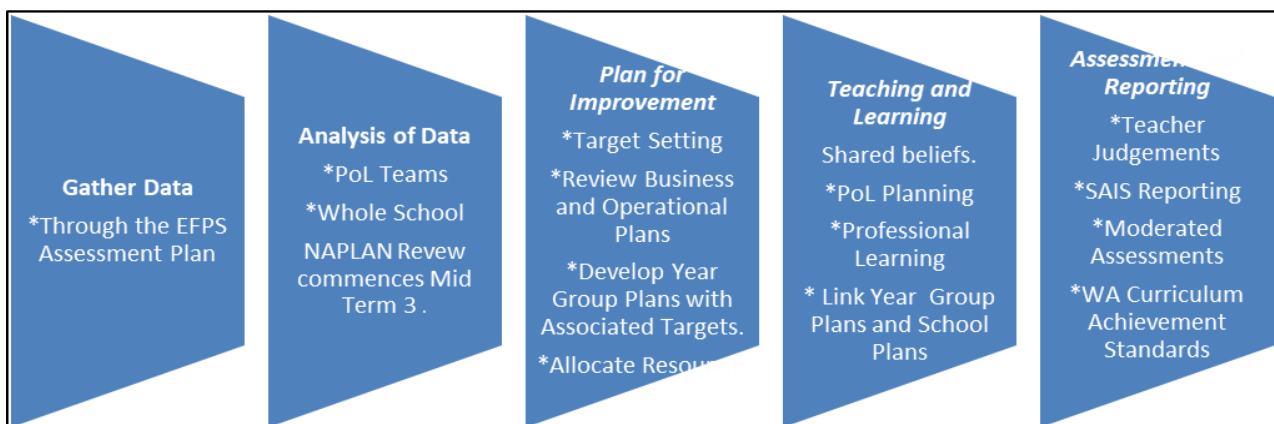 Gather Data
*Through the EFPS
Assessment Plan
Analysis of Data
*PoL Teams
*Whole School
NAPLAN Revew
commences Mid
Term 3 .
Plan for
Improvement
*Target Setting
*Review Business
and Operational
Plans
*Develop Year
Group Plans with
Associated Targets.
*Allocate
Teaching and
Learning
Shared beliefs.
*PoL Planning
*Professional
Learning
* Link Year Group
Plans and School
Plans
Reporting
*Teacher
Judgements
*SAIS Reporting
*Moderated
Assessments
*WA Curriculum
Achievement
Standards